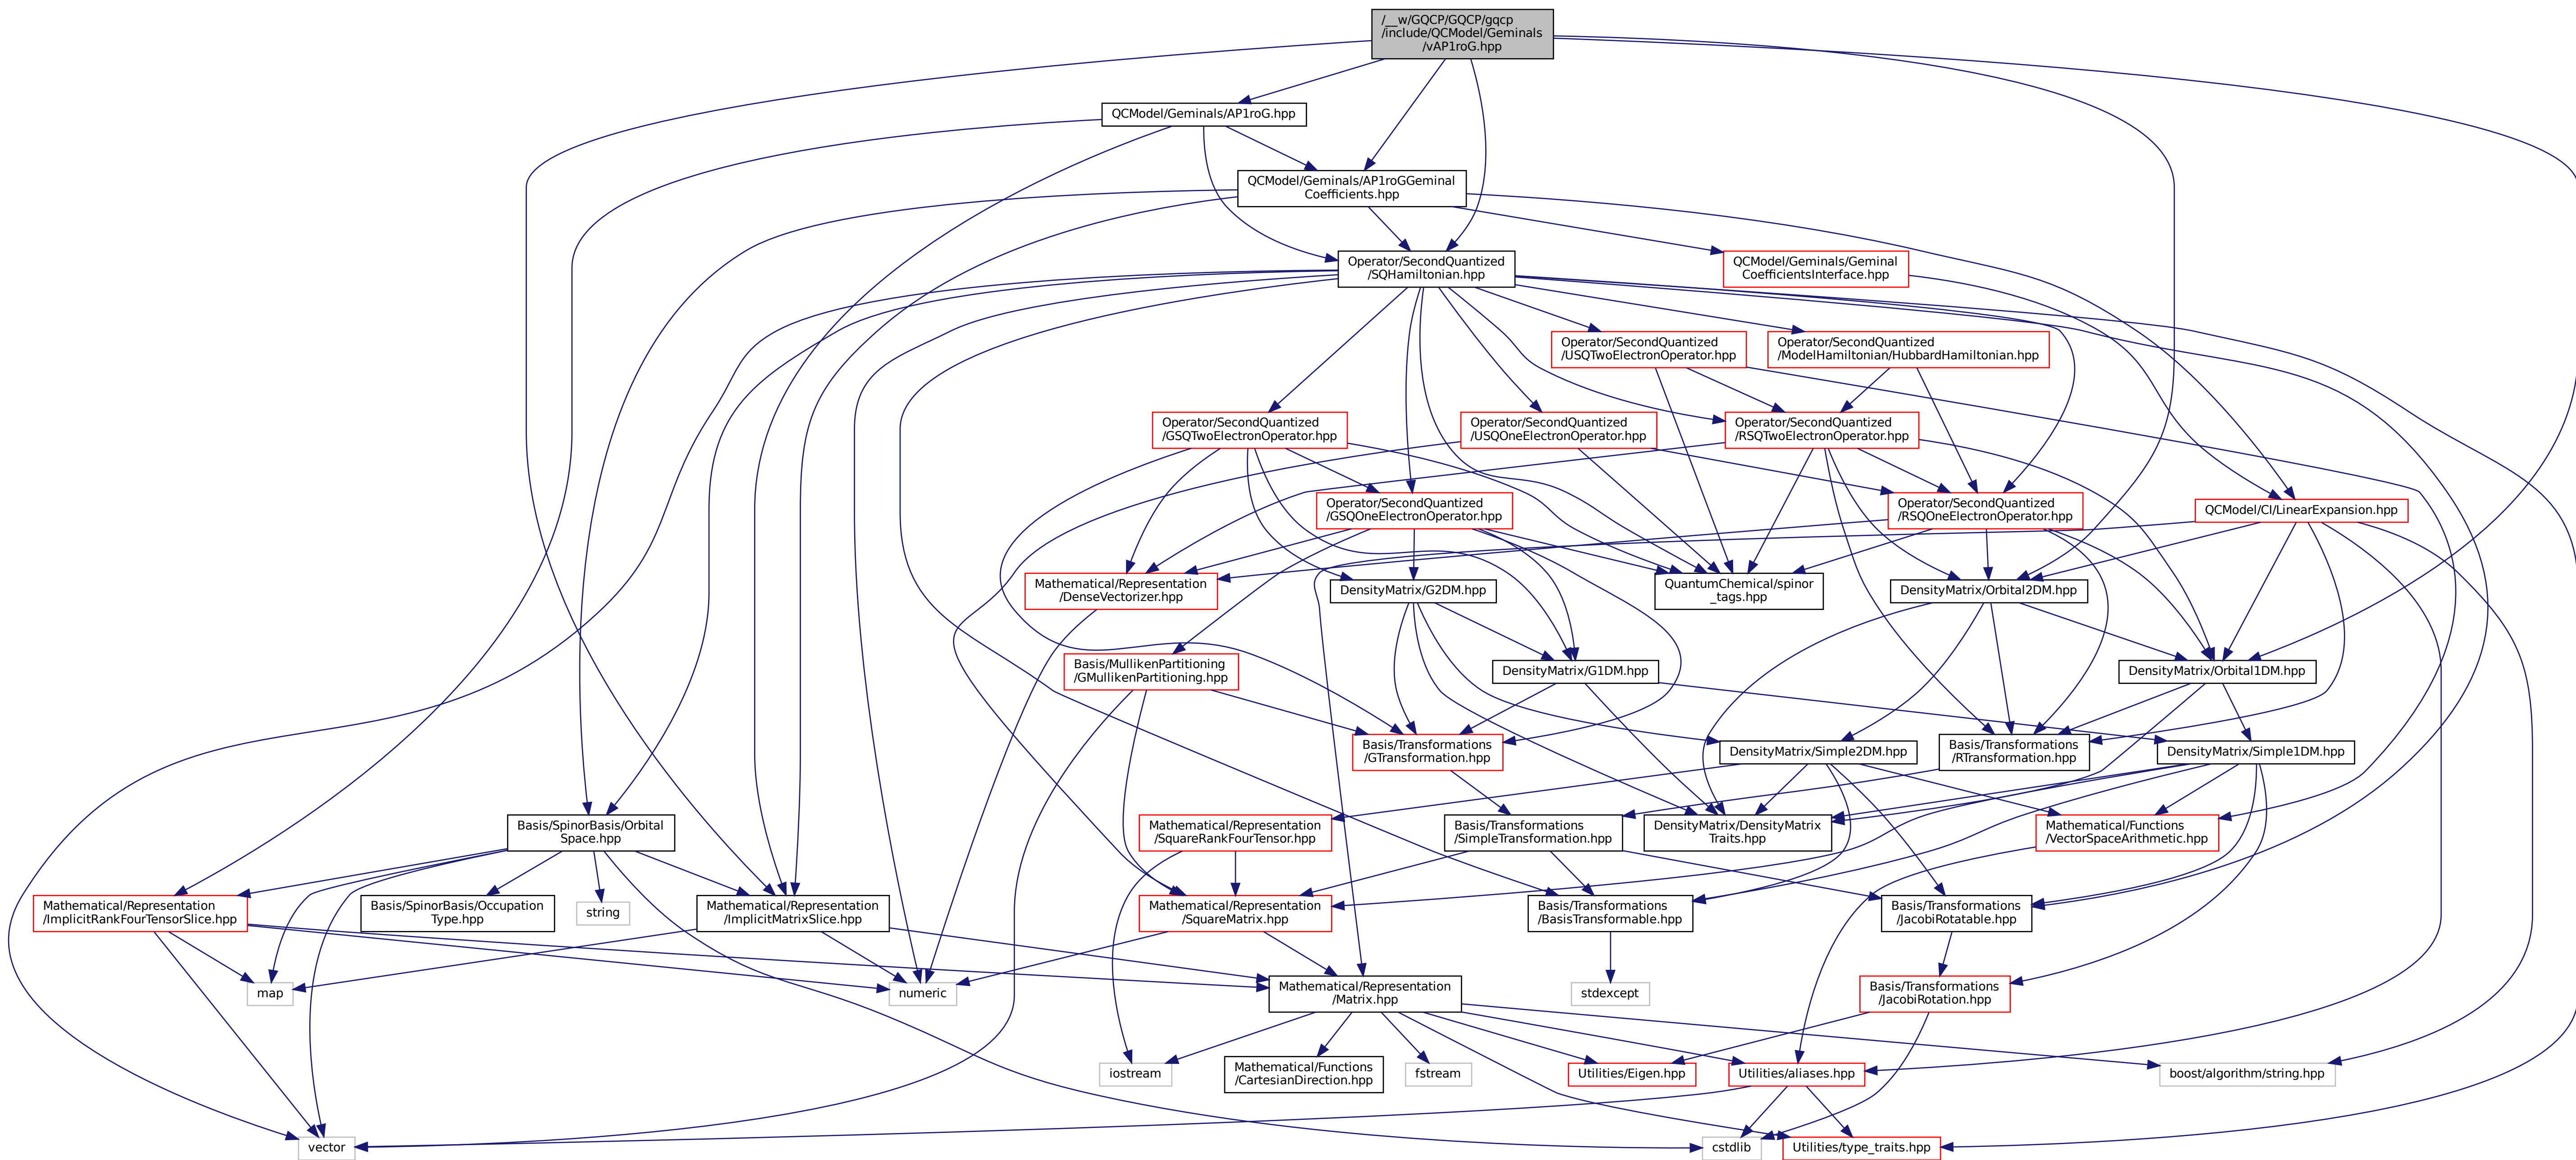 /__w/GQCP/GQCP/gqcp
/include/QCModel/Geminals
/vAP1roG.hpp
QCModel/Geminals/AP1roG.hpp
QCModel/Geminals/AP1roGGeminal
Coefficients.hpp
Operator/SecondQuantized
/SQHamiltonian.hpp
QCModel/Geminals/Geminal
CoefficientsInterface.hpp
Operator/SecondQuantized
/USQTwoElectronOperator.hpp
Operator/SecondQuantized
/ModelHamiltonian/HubbardHamiltonian.hpp
Operator/SecondQuantized
/GSQTwoElectronOperator.hpp
Operator/SecondQuantized
/USQOneElectronOperator.hpp
Operator/SecondQuantized
/RSQTwoElectronOperator.hpp
Operator/SecondQuantized
/GSQOneElectronOperator.hpp
Operator/SecondQuantized
/RSQOneElectronOperator.hpp
QCModel/CI/LinearExpansion.hpp
Mathematical/Representation
/DenseVectorizer.hpp
DensityMatrix/G2DM.hpp
QuantumChemical/spinor
_tags.hpp
DensityMatrix/Orbital2DM.hpp
Basis/MullikenPartitioning
/GMullikenPartitioning.hpp
DensityMatrix/G1DM.hpp
DensityMatrix/Orbital1DM.hpp
Basis/Transformations
/GTransformation.hpp
DensityMatrix/Simple2DM.hpp
Basis/Transformations
/RTransformation.hpp
DensityMatrix/Simple1DM.hpp
Basis/SpinorBasis/Orbital
Space.hpp
Mathematical/Representation
/SquareRankFourTensor.hpp
Basis/Transformations
/SimpleTransformation.hpp
DensityMatrix/DensityMatrix
Traits.hpp
Mathematical/Functions
/VectorSpaceArithmetic.hpp
Mathematical/Representation
/ImplicitRankFourTensorSlice.hpp
Basis/SpinorBasis/Occupation
Type.hpp
string
Mathematical/Representation
/ImplicitMatrixSlice.hpp
Mathematical/Representation
/SquareMatrix.hpp
Basis/Transformations
/BasisTransformable.hpp
Basis/Transformations
/JacobiRotatable.hpp
map
numeric
Mathematical/Representation
/Matrix.hpp
stdexcept
Basis/Transformations
/JacobiRotation.hpp
iostream
Mathematical/Functions
/CartesianDirection.hpp
fstream
Utilities/Eigen.hpp
Utilities/aliases.hpp
boost/algorithm/string.hpp
vector
cstdlib
Utilities/type_traits.hpp